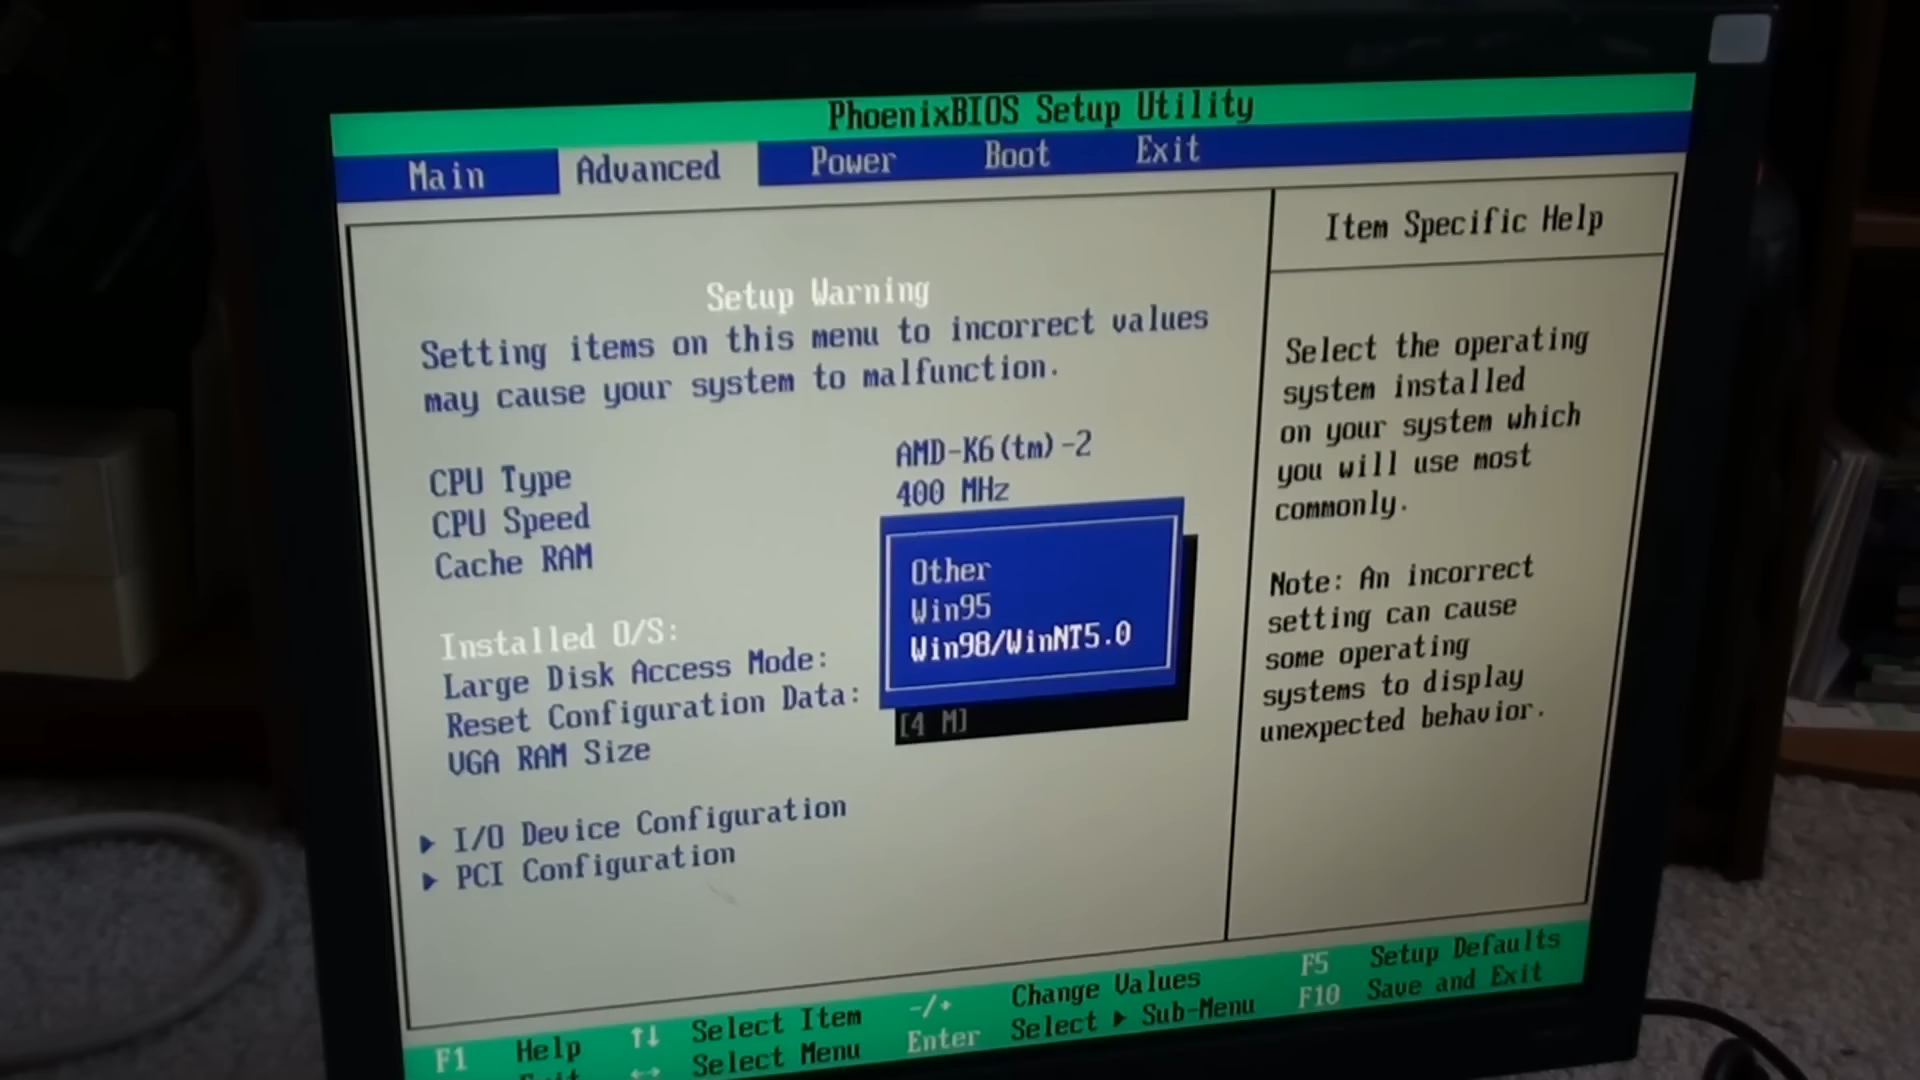 PhoenixBIOS Setup Utility
Main Advanced Power Boot Exit
Setup Warning
Setting items on this menu to incorrect values
may cause your system to malfunction.
CPU Type AMD-K6(tm)-2
CPU Speed 400 MHz
Cache RAM
Installed O/S:
Large Disk Access Mode:
Reset Configuration Data:
VGA RAM Size [4 M]
Other
Win95
Win98/WinNT5.0
I/O Device Configuration
PCI Configuration
Item Specific Help
Select the operating
system installed
on your system which
you will use most
commonly.
Note: An incorrect
setting can cause
some operating
systems to display
unexpected behavior.
F1 Help ↑↓ Select Item -/+ Change Values F5 Setup Defaults
Exit ↔ Select Menu Enter Select ▶ Sub-Menu F10 Save and Exit